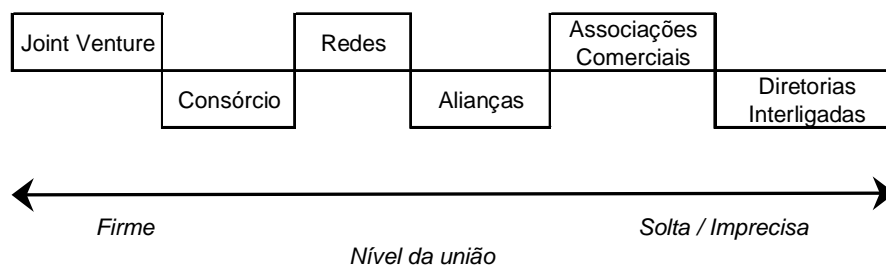 Joint Venture
Redes
Associações
Comerciais
Consórcio
Alianças
Diretorias
Interligadas
Firme
Solta / Imprecisa
Nível da união